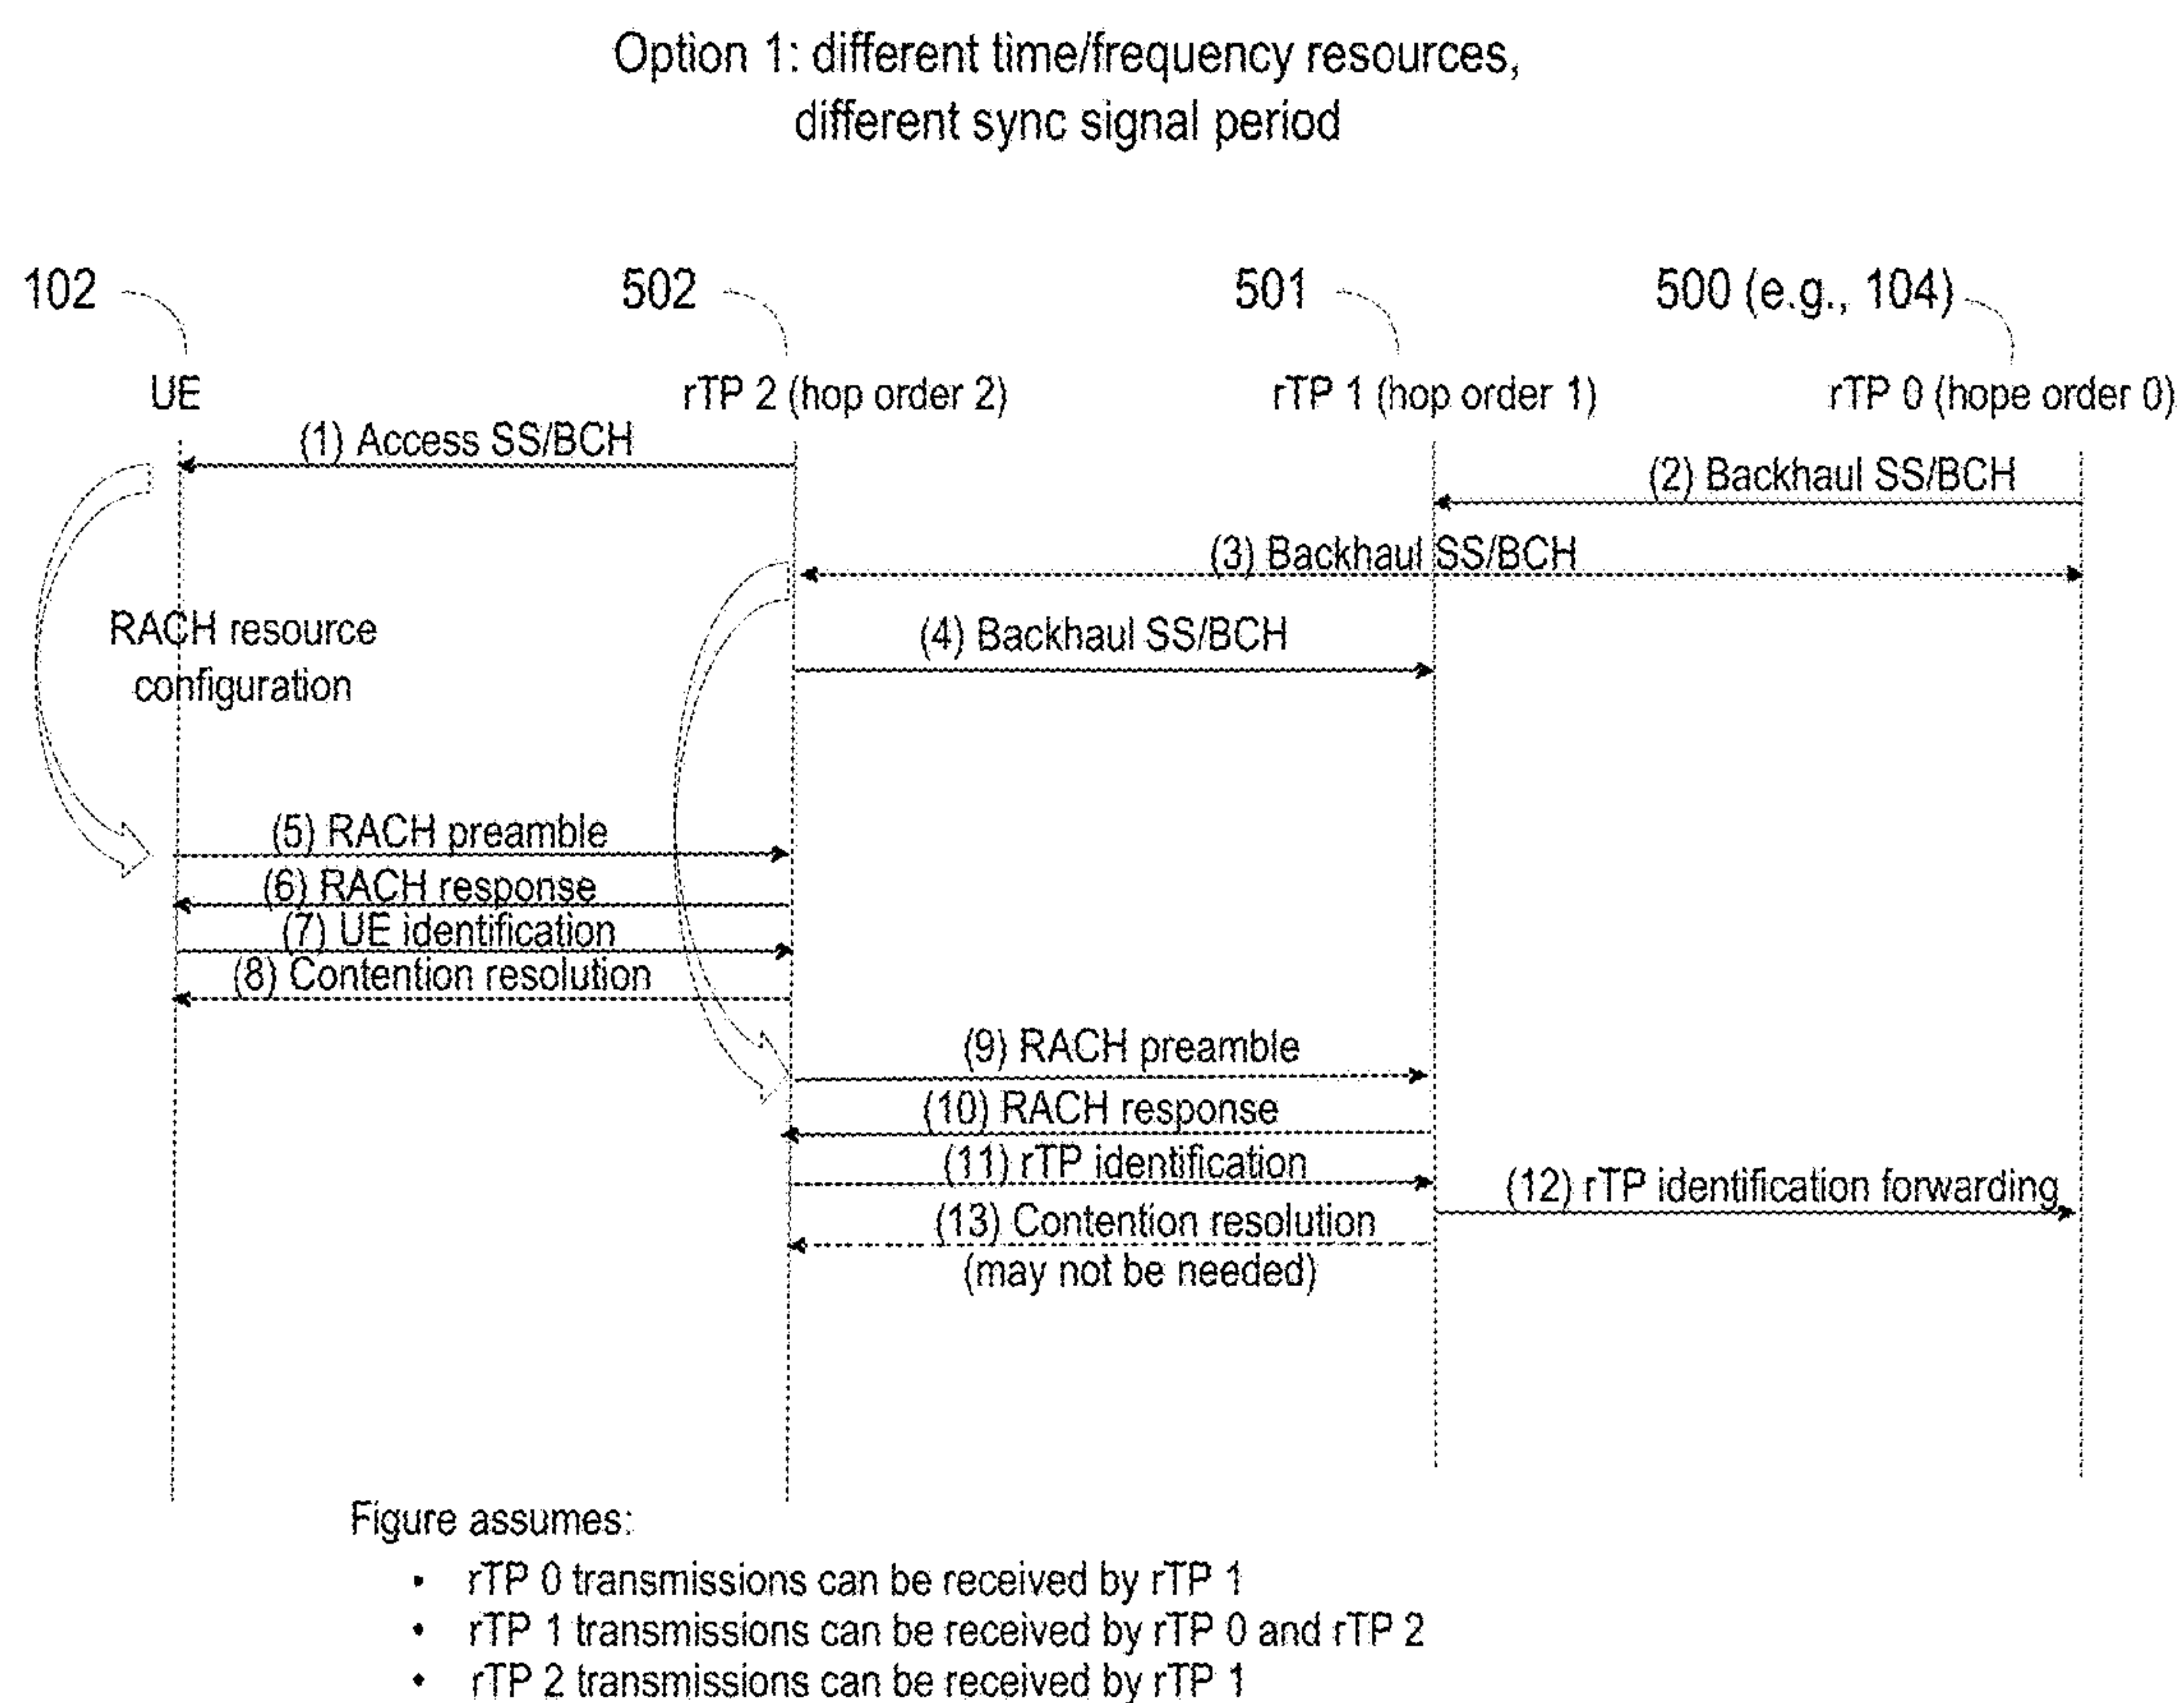 Option 1: different time/frequency resources,
different sync signal period
102
502
501
500 (e.g., 104)
UE
rTP 2 (hop order 2)
rTP 1 (hop order 1)
rTP 0 (hope order 0)
(1) Access SS/BCH
(2) Backhaul SS/BCH
(3) Backhaul SS/BCH
(4) Backhaul SS/BCH
RACH resource
configuration
(5) RACH preamble
(6) RACH response
(7) UE identification
(8) Contention resolution
(9) RACH preamble
(10) RACH response
(11) rTP identification
(12) rTP identification forwarding
(13) Contention resolution
(may not be needed)
Figure assumes:
• rTP 0 transmissions can be received by rTP 1
• rTP 1 transmissions can be received by rTP 0 and rTP 2
• rTP 2 transmissions can be received by rTP 1